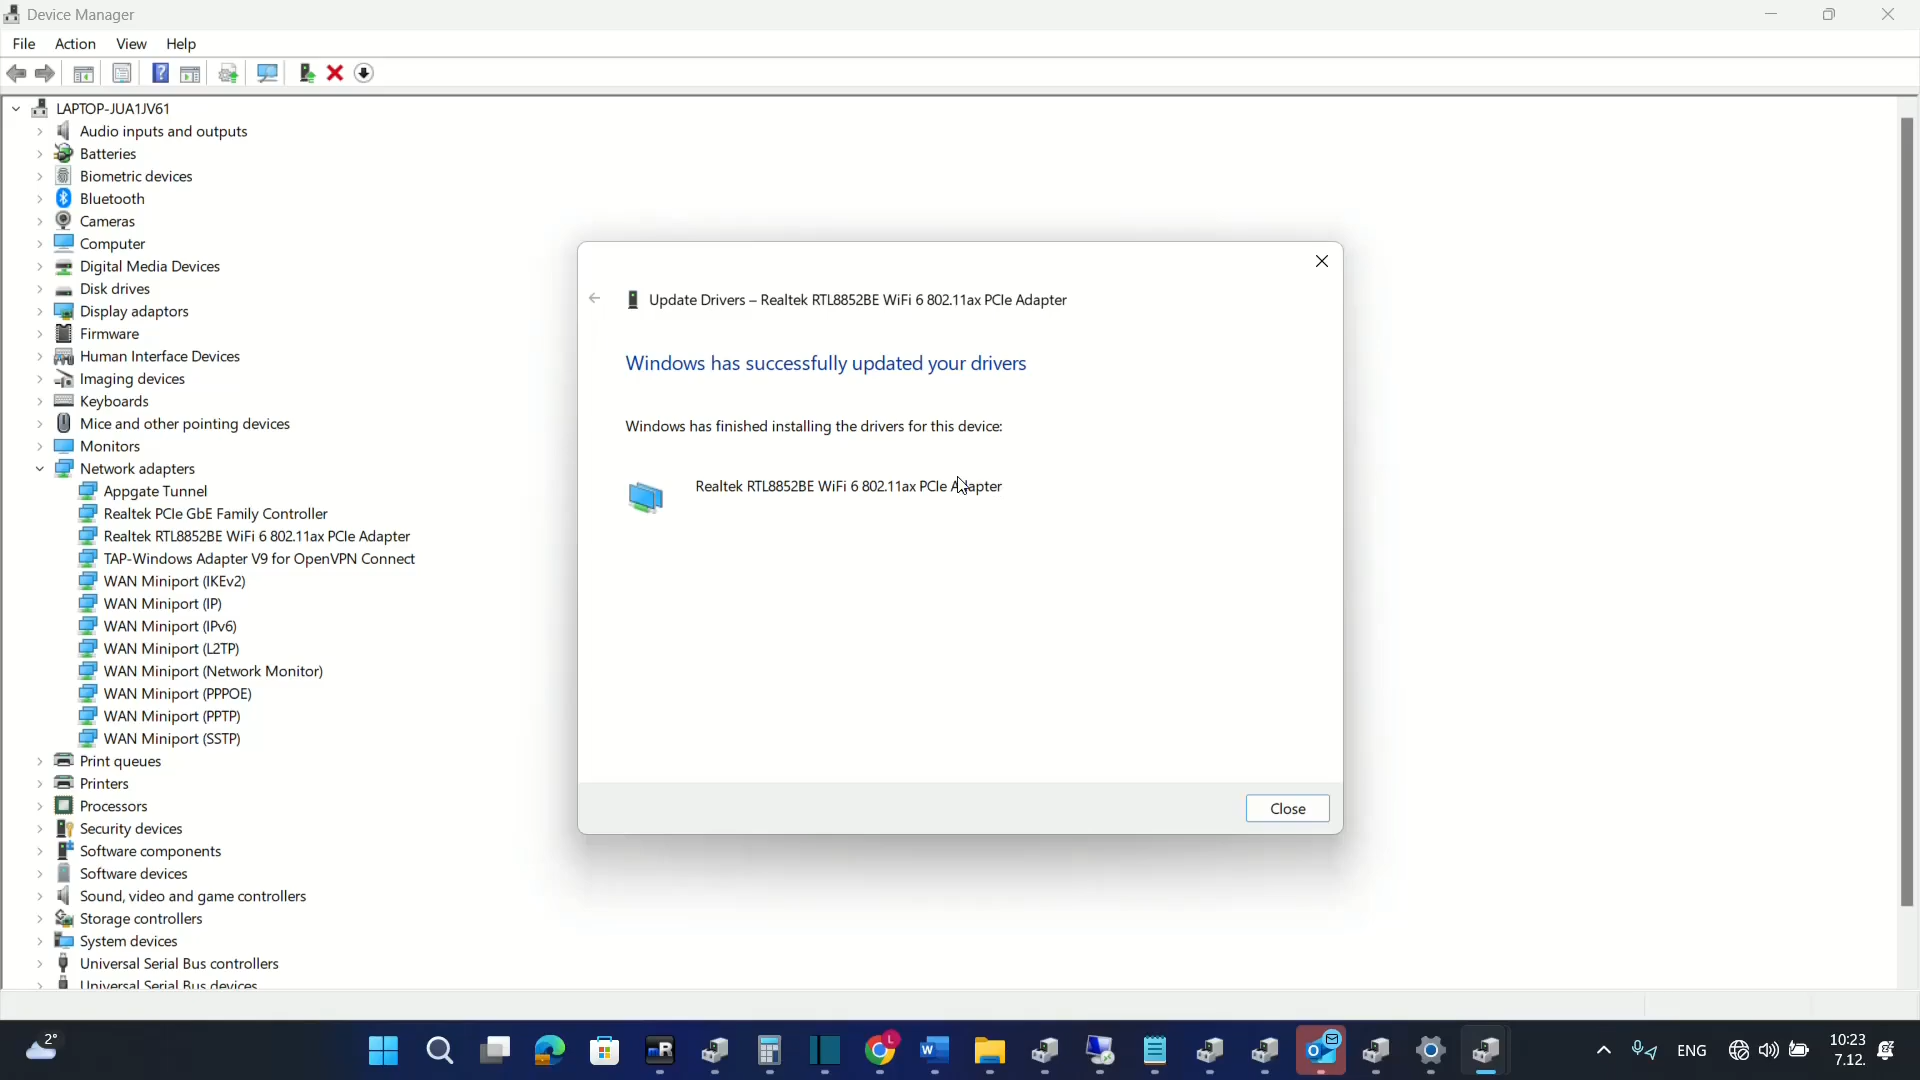 Device Manager
File Action View Help
LAPTOP-JUA1JV61
Audio inputs and outputs
Batteries
Biometric devices
Bluetooth
Cameras
Computer
Digital Media Devices
Disk drives
Display adaptors
Firmware
Human Interface Devices
Imaging devices
Keyboards
Mice and other pointing devices
Monitors
Network adapters
Appgate Tunnel
Realtek PCIe GbE Family Controller
Realtek RTL8852BE WiFi 6 802.11ax PCIe Adapter
TAP-Windows Adapter V9 for OpenVPN Connect
WAN Miniport (IKEv2)
WAN Miniport (IP)
WAN Miniport (IPv6)
WAN Miniport (L2TP)
WAN Miniport (Network Monitor)
WAN Miniport (PPPOE)
WAN Miniport (PPTP)
WAN Miniport (SSTP)
Print queues
Printers
Processors
Security devices
Software components
Software devices
Sound, video and game controllers
Storage controllers
System devices
Universal Serial Bus controllers
Universal Serial Bus devices
Update Drivers – Realtek RTL8852BE WiFi 6 802.11ax PCIe Adapter
Windows has successfully updated your drivers
Windows has finished installing the drivers for this device:
Realtek RTL8852BE WiFi 6 802.11ax PCIe Adapter
Close
2°
ENG
10:23
7.12.